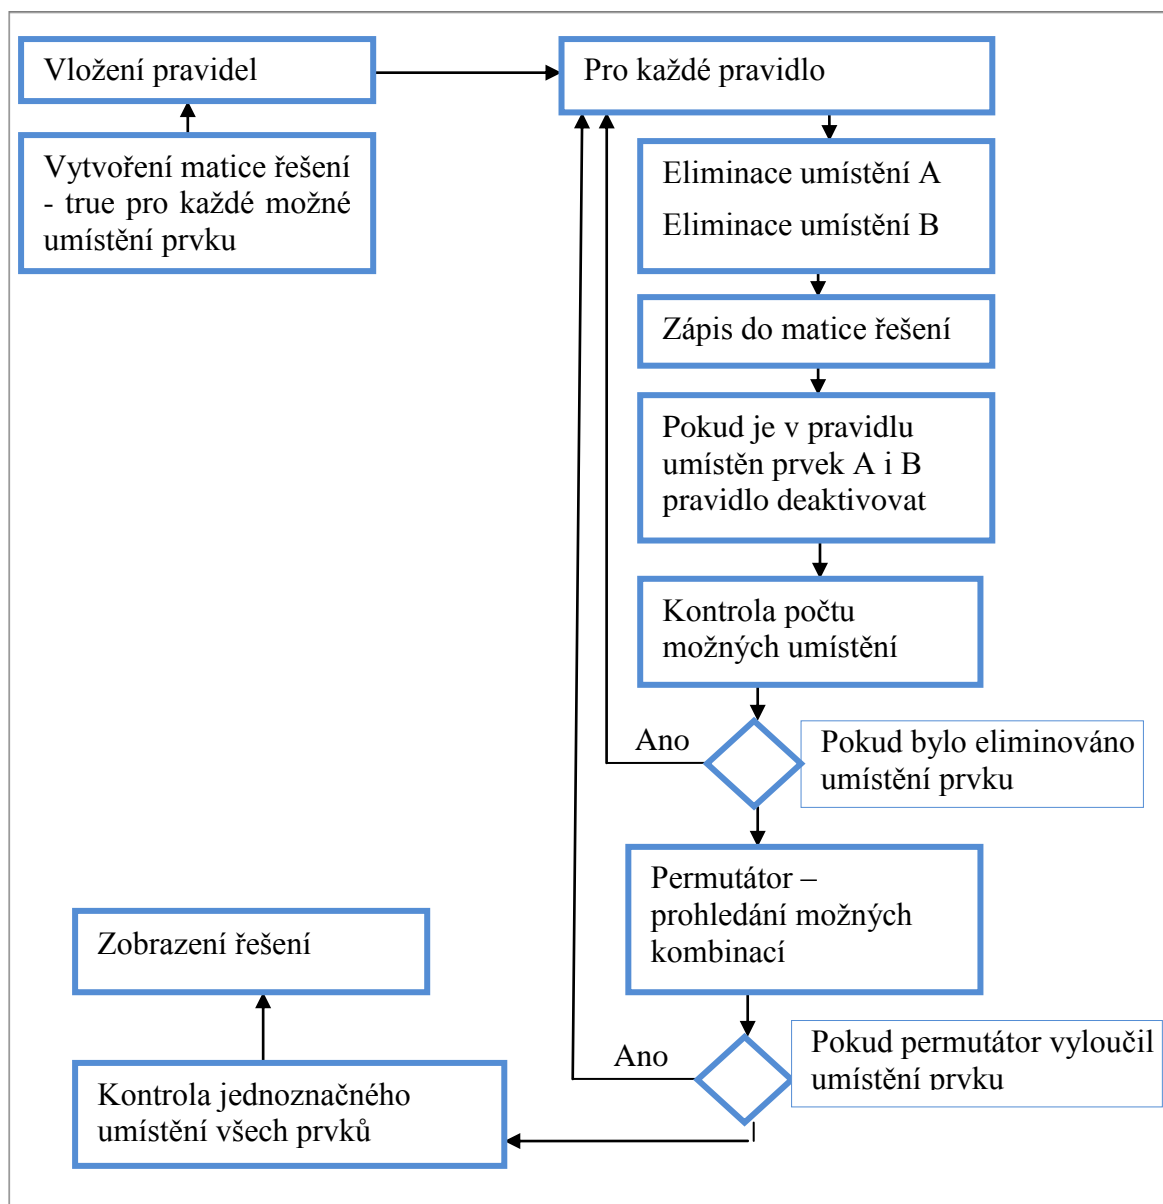 Vložení pravidel
Pro každé pravidlo
Vytvoření matice řešení
- true pro každé možné
umístění prvku
Eliminace umístění A
Eliminace umístění B
Zápis do matice řešení
Pokud je v pravidlu
umístěn prvek A i B
pravidlo deaktivovat
Kontrola počtu
možných umístění
Ano
Pokud bylo eliminováno
umístění prvku
Permutátor –
prohledání možných
kombinací
Zobrazení řešení
Ano
Pokud permutátor vyloučil
umístění prvku
Kontrola jednoznačného
umístění všech prvků